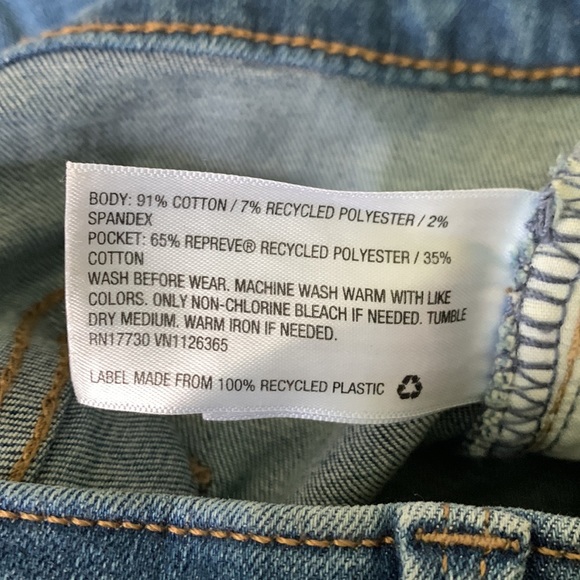 BODY: 91% COTTON / 7% RECYCLED POLYESTER / 2%
SPANDEX
POCKET: 65% REPREVE® RECYCLED POLYESTER / 35%
COTTON
WASH BEFORE WEAR. MACHINE WASH WARM WITH LIKE
COLORS. ONLY NON-CHLORINE BLEACH IF NEEDED. TUMBLE
DRY MEDIUM. WARM IRON IF NEEDED.
RN17730 VN1126365
LABEL MADE FROM 100% RECYCLED PLASTIC